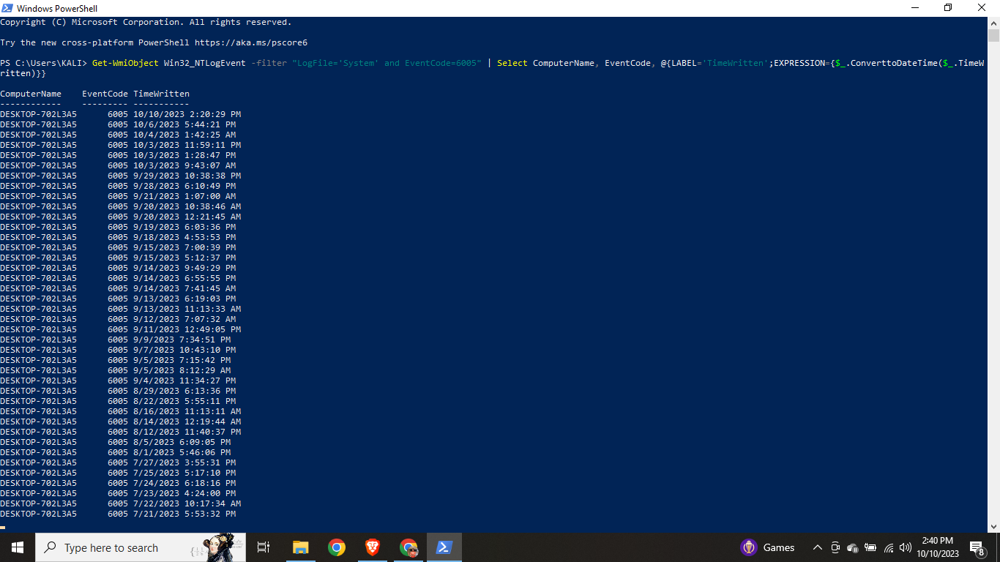 Windows PowerShell
Copyright (C) Microsoft Corporation. All rights reserved.
Try the new cross-platform PowerShell https://aka.ms/pscore6
PS C:\Users\KALI> Get-WmiObject Win32_NTLogEvent -filter "LogFile='System' and EventCode=6005" | Select ComputerName, EventCode, @{LABEL='TimeWritten';EXPRESSION={$_.ConverttoDateTime($_.TimeW
ritten)}}
ComputerName    EventCode TimeWritten
------------    --------- -----------
DESKTOP-702L3A5      6005 10/10/2023 2:20:29 PM
DESKTOP-702L3A5      6005 10/6/2023 5:44:21 PM
DESKTOP-702L3A5      6005 10/4/2023 1:42:25 AM
DESKTOP-702L3A5      6005 10/3/2023 11:59:11 PM
DESKTOP-702L3A5      6005 10/3/2023 1:28:47 PM
DESKTOP-702L3A5      6005 10/3/2023 9:43:07 AM
DESKTOP-702L3A5      6005 9/29/2023 10:38:38 PM
DESKTOP-702L3A5      6005 9/28/2023 6:10:49 PM
DESKTOP-702L3A5      6005 9/21/2023 1:07:00 AM
DESKTOP-702L3A5      6005 9/20/2023 10:38:46 AM
DESKTOP-702L3A5      6005 9/20/2023 12:21:45 AM
DESKTOP-702L3A5      6005 9/19/2023 6:03:36 PM
DESKTOP-702L3A5      6005 9/18/2023 4:53:53 PM
DESKTOP-702L3A5      6005 9/15/2023 7:00:39 PM
DESKTOP-702L3A5      6005 9/15/2023 5:12:37 PM
DESKTOP-702L3A5      6005 9/14/2023 9:49:29 PM
DESKTOP-702L3A5      6005 9/14/2023 6:55:55 PM
DESKTOP-702L3A5      6005 9/14/2023 7:41:45 AM
DESKTOP-702L3A5      6005 9/13/2023 6:19:03 PM
DESKTOP-702L3A5      6005 9/13/2023 11:13:33 AM
DESKTOP-702L3A5      6005 9/12/2023 7:07:32 AM
DESKTOP-702L3A5      6005 9/11/2023 12:49:05 PM
DESKTOP-702L3A5      6005 9/9/2023 7:34:51 PM
DESKTOP-702L3A5      6005 9/7/2023 10:43:10 PM
DESKTOP-702L3A5      6005 9/5/2023 7:15:42 PM
DESKTOP-702L3A5      6005 9/5/2023 8:12:29 AM
DESKTOP-702L3A5      6005 9/4/2023 11:34:27 PM
DESKTOP-702L3A5      6005 8/29/2023 6:13:36 PM
DESKTOP-702L3A5      6005 8/22/2023 5:55:11 PM
DESKTOP-702L3A5      6005 8/16/2023 11:13:11 AM
DESKTOP-702L3A5      6005 8/14/2023 12:19:44 AM
DESKTOP-702L3A5      6005 8/12/2023 11:40:37 PM
DESKTOP-702L3A5      6005 8/5/2023 6:09:05 PM
DESKTOP-702L3A5      6005 8/1/2023 5:46:06 PM
DESKTOP-702L3A5      6005 7/27/2023 3:55:31 PM
DESKTOP-702L3A5      6005 7/25/2023 5:17:10 PM
DESKTOP-702L3A5      6005 7/24/2023 6:18:16 PM
DESKTOP-702L3A5      6005 7/23/2023 4:24:00 PM
DESKTOP-702L3A5      6005 7/22/2023 10:17:34 AM
DESKTOP-702L3A5      6005 7/21/2023 5:53:32 PM
Type here to search
Games
2:40 PM
10/10/2023
8